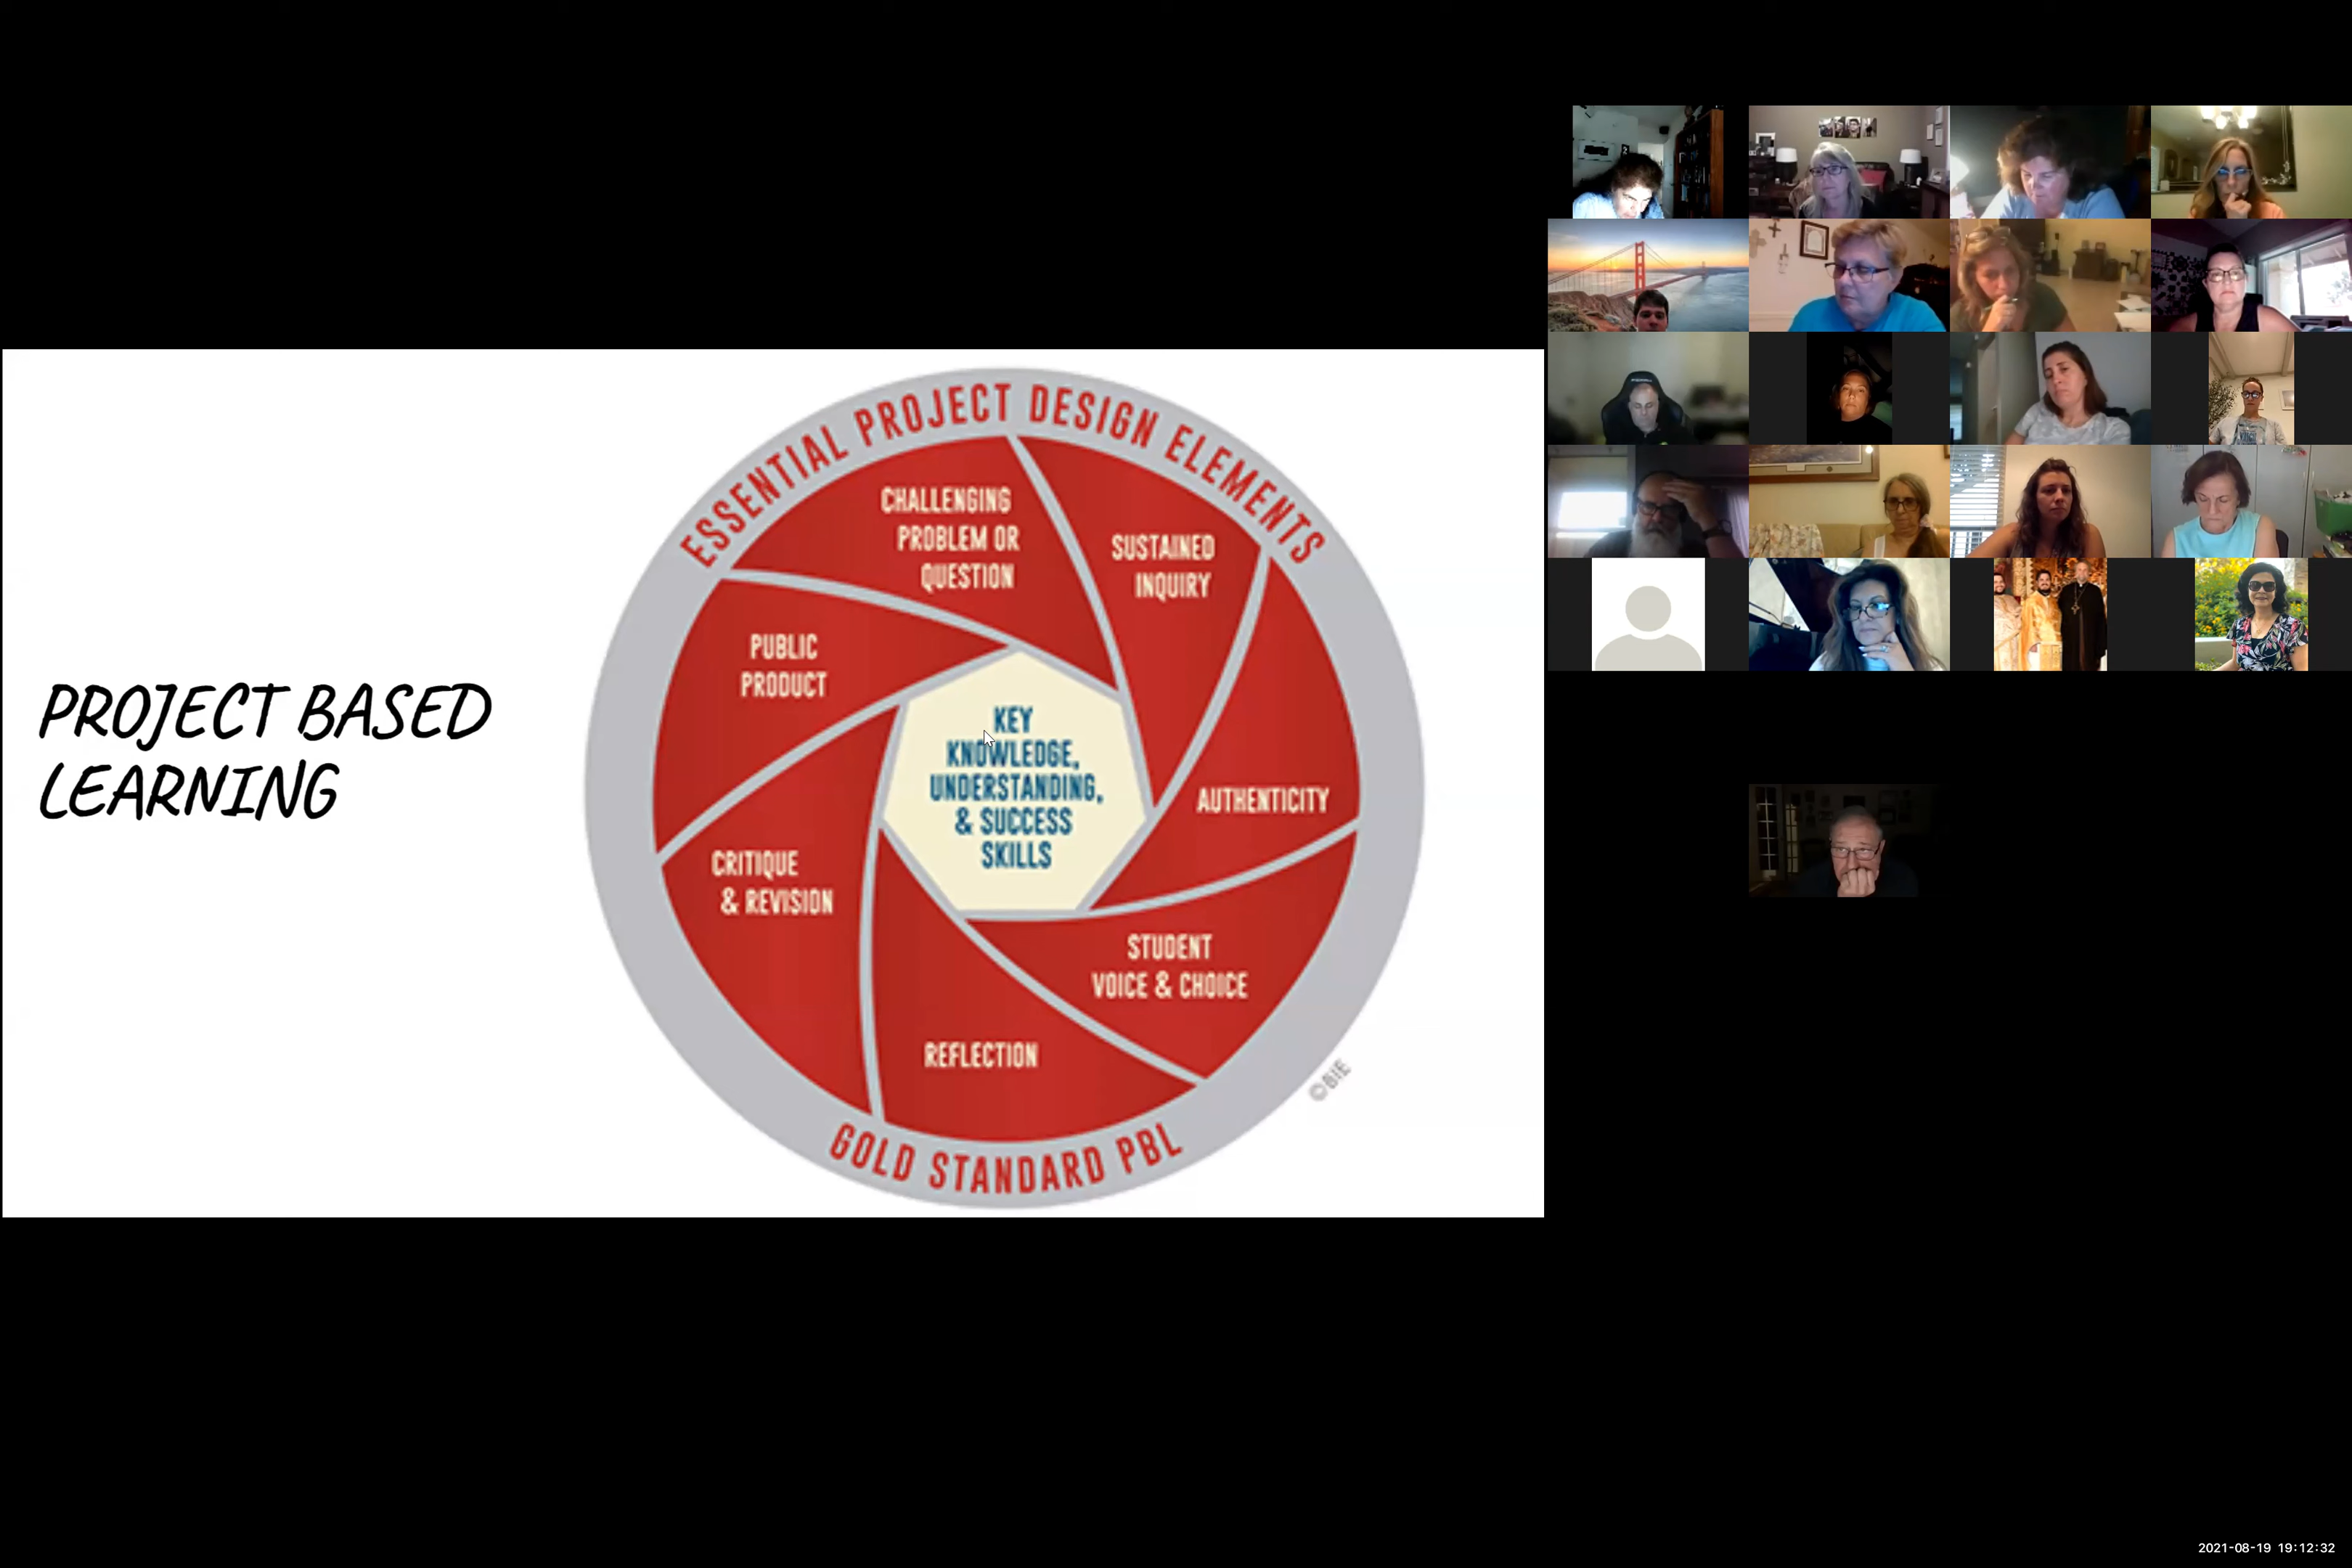 PROJECT BASED
LEARNING
ESSENTIAL PROJECT DESIGN ELEMENTS
CHALLENGING
PROBLEM OR
QUESTION
SUSTAINED
INQUIRY
AUTHENTICITY
STUDENT
VOICE & CHOICE
REFLECTION
CRITIQUE
& REVISION
PUBLIC
PRODUCT
KEY
KNOWLEDGE,
UNDERSTANDING,
& SUCCESS
SKILLS
GOLD STANDARD PBL
©BIE
2021-08-19 19:12:32